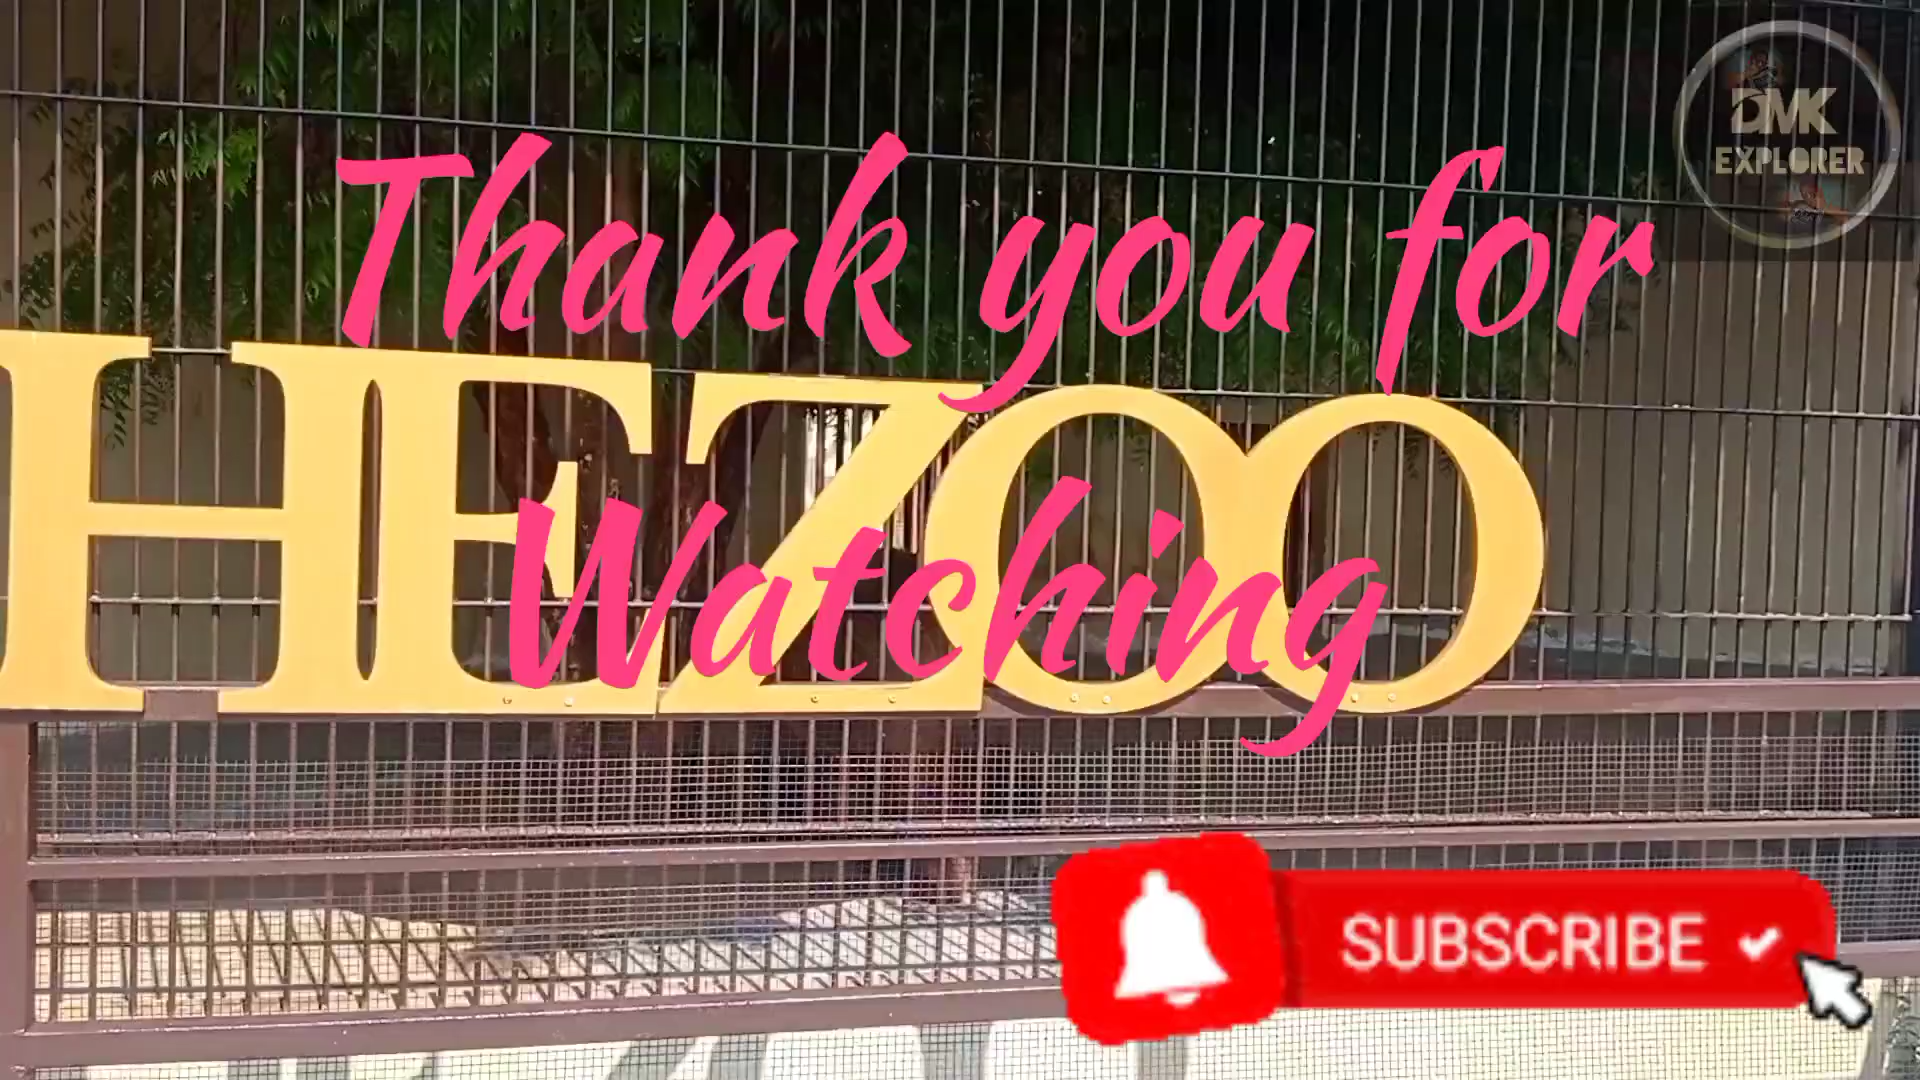 DMK
EXPLORER
Thank you for
HEZOO
Watching
SUBSCRIBE